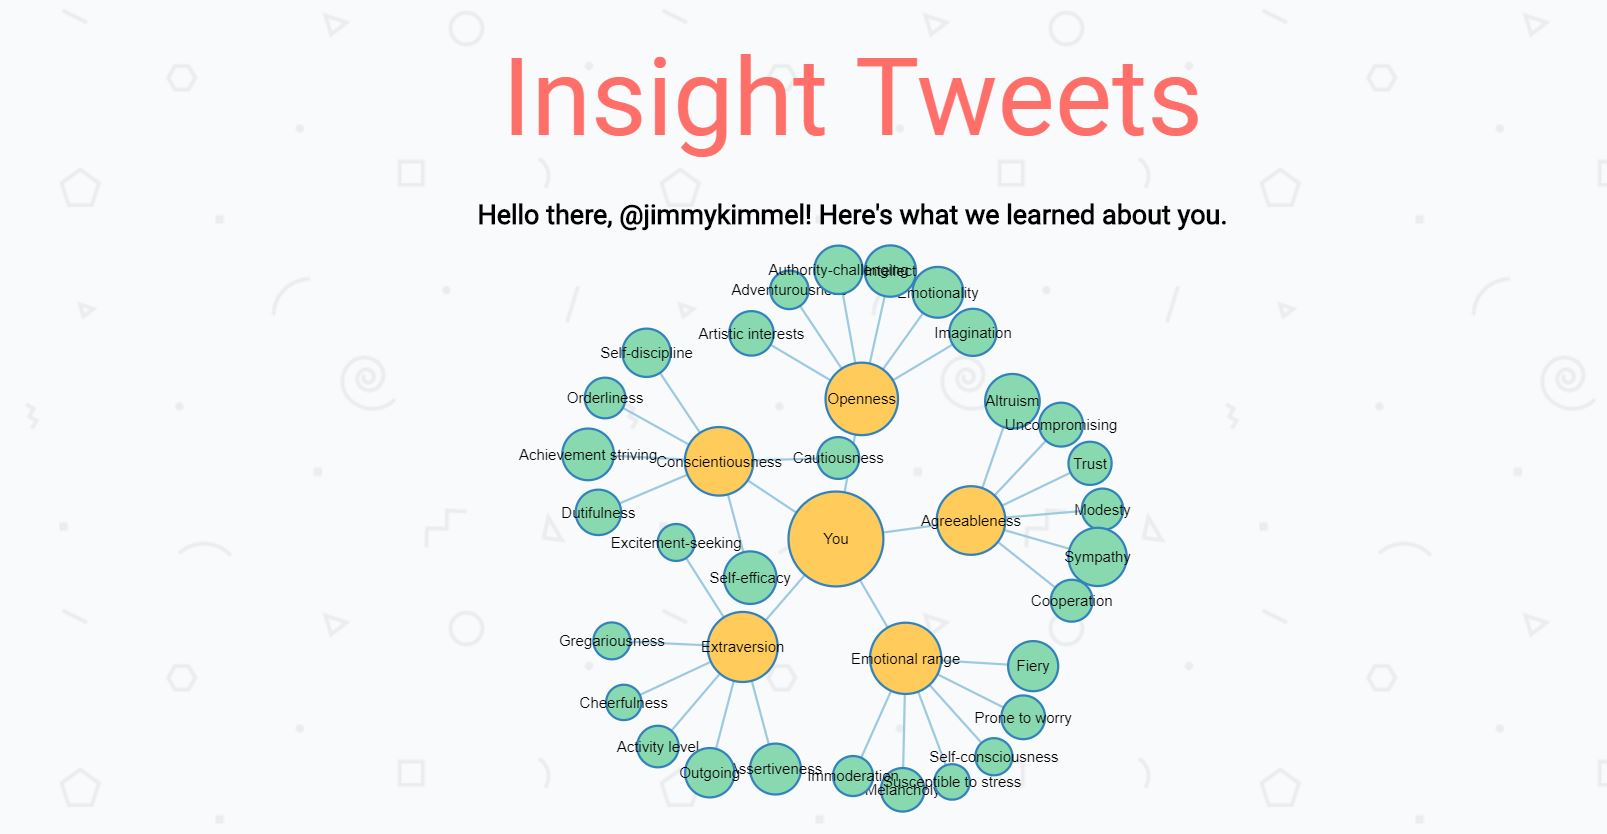 Insight Tweets
Hello there, @jimmykimmel! Here's what we learned about you.
Authority-challenging
Intellect
Adventurousness
Emotionality
Artistic interests
Imagination
Self-discipline
Orderliness
Openness
Altruism
Uncompromising
Achievement striving
Conscientiousness
Cautiousness
Trust
Dutifulness
Modesty
Agreeableness
Excitement-seeking
You
Sympathy
Self-efficacy
Cooperation
Gregariousness
Extraversion
Emotional range
Fiery
Cheerfulness
Prone to worry
Activity level
Self-consciousness
Outgoing
Assertiveness
Immoderation
Susceptible to stress
Melancholy